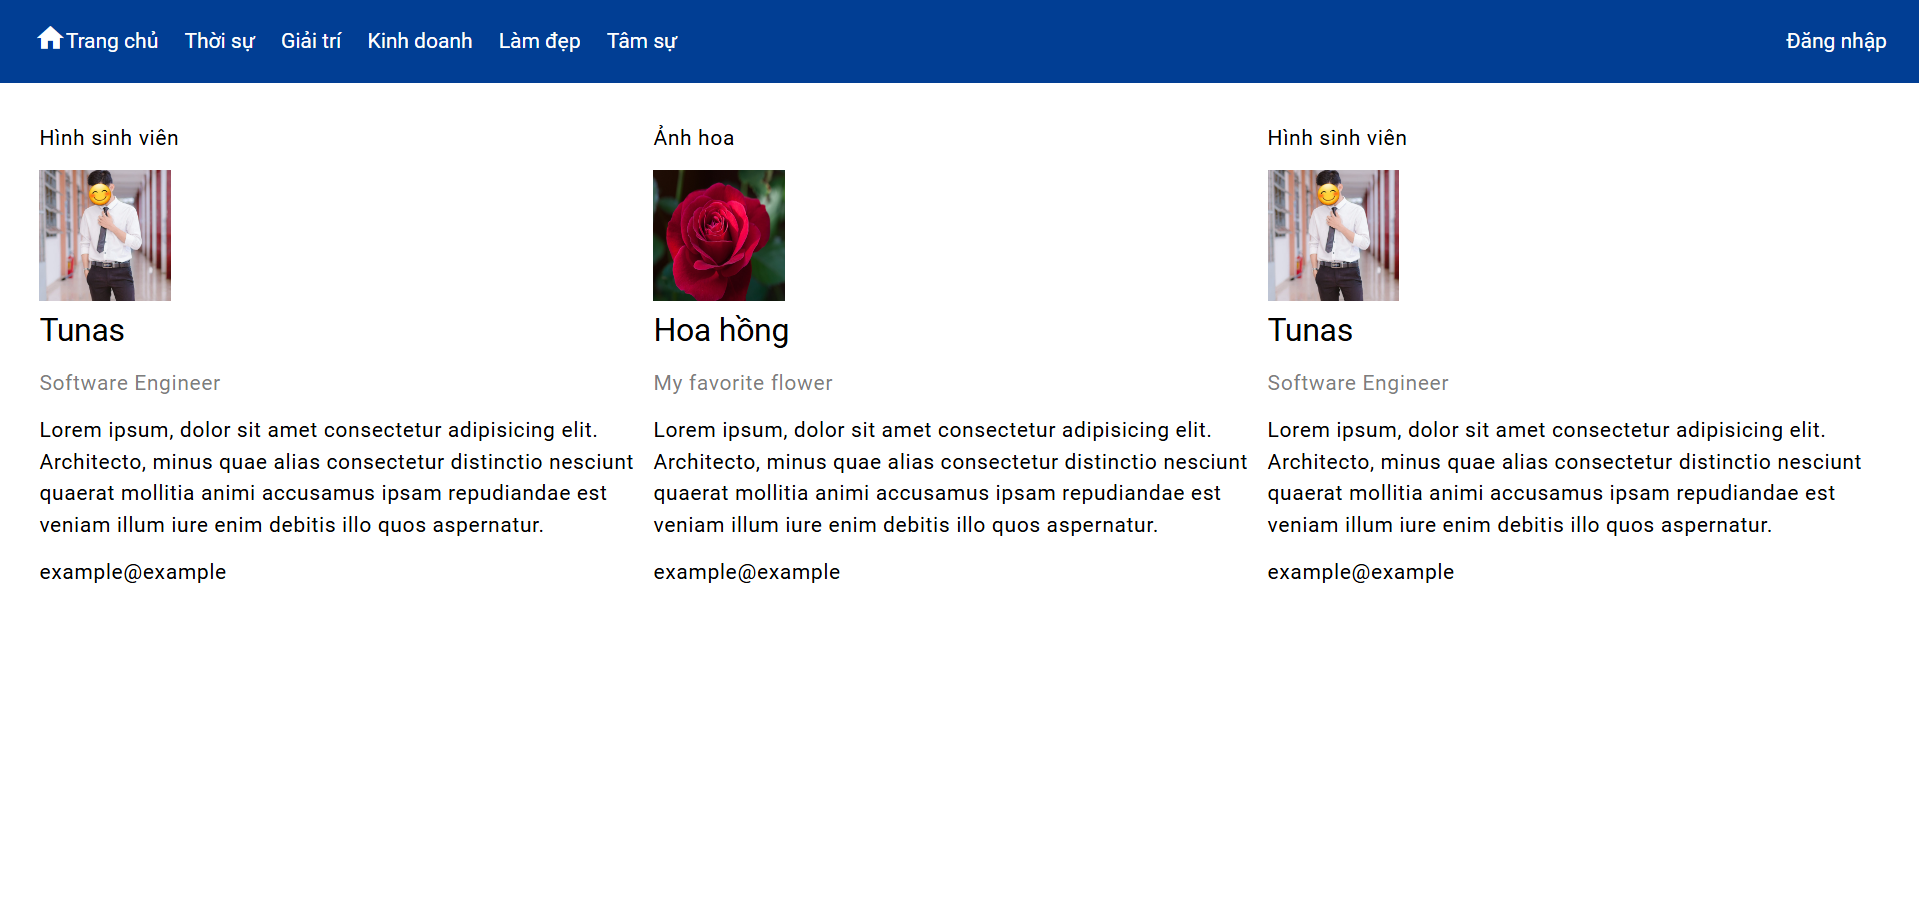 Trang chủ Thời sự Giải trí Kinh doanh Làm đẹp Tâm sự Đăng nhập
Hình sinh viên
Tunas
Software Engineer
Lorem ipsum, dolor sit amet consectetur adipisicing elit.
Architecto, minus quae alias consectetur distinctio nesciunt
quaerat mollitia animi accusamus ipsam repudiandae est
veniam illum iure enim debitis illo quos aspernatur.
example@example
Ảnh hoa
Hoa hồng
My favorite flower
Lorem ipsum, dolor sit amet consectetur adipisicing elit.
Architecto, minus quae alias consectetur distinctio nesciunt
quaerat mollitia animi accusamus ipsam repudiandae est
veniam illum iure enim debitis illo quos aspernatur.
example@example
Hình sinh viên
Tunas
Software Engineer
Lorem ipsum, dolor sit amet consectetur adipisicing elit.
Architecto, minus quae alias consectetur distinctio nesciunt
quaerat mollitia animi accusamus ipsam repudiandae est
veniam illum iure enim debitis illo quos aspernatur.
example@example